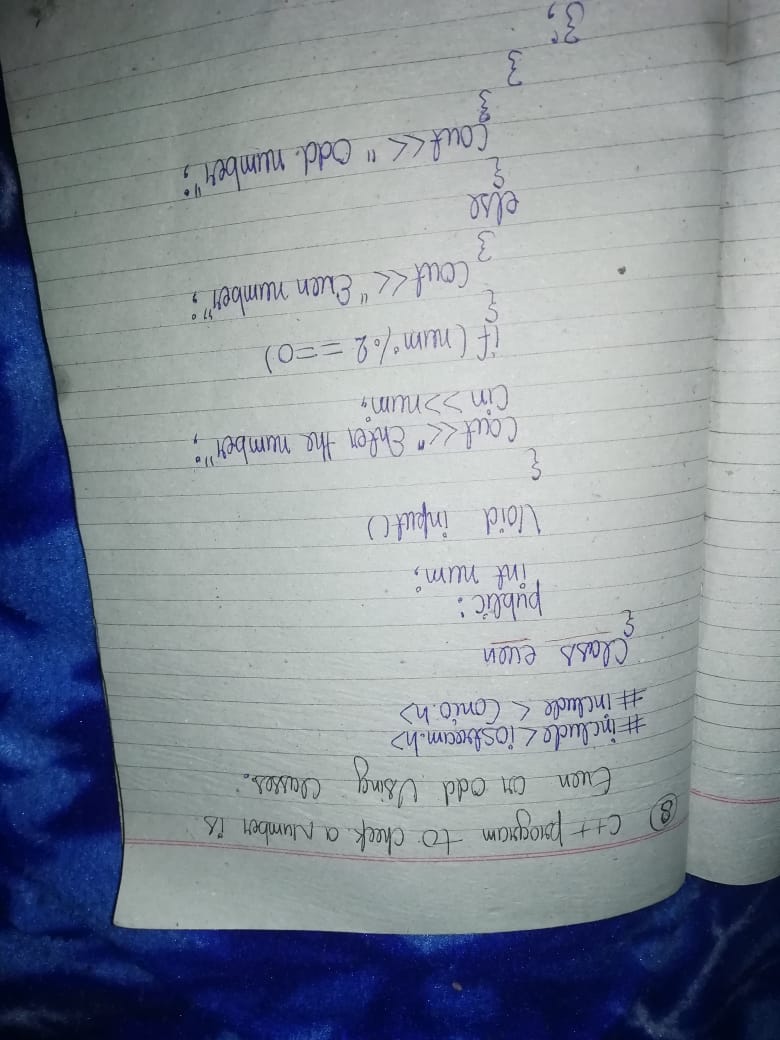 ⑧ C++ program to check a Number is
Even or odd Using Classes.
#include<iostream.h>
#include < Conio.h>
Class even
{
public:
int num;
Void input()
{
Cout<<"Enter the number";
Cin>>num;
if (num%2 ==0)
{
Cout<< "Even number";
}
else
{
Cout<< " Odd number";
}
}
};